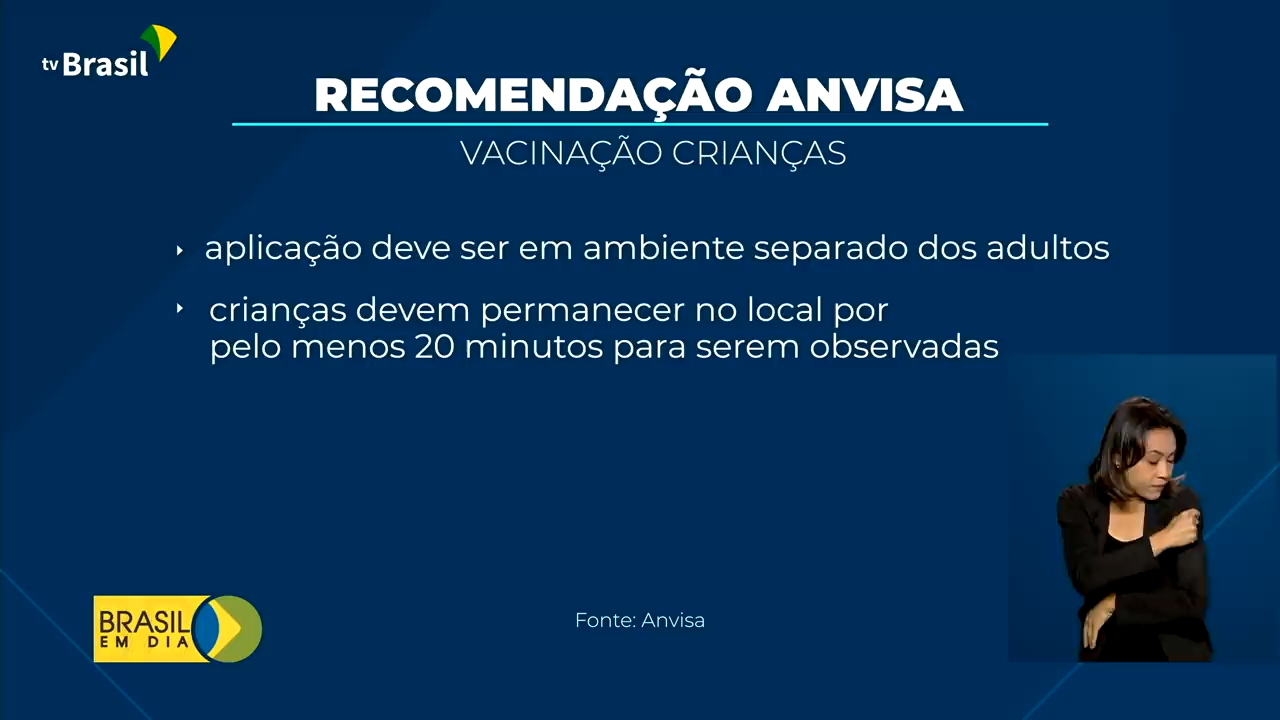 tv Brasil
RECOMENDAÇÃO ANVISA
VACINAÇÃO CRIANÇAS
aplicação deve ser em ambiente separado dos adultos
crianças devem permanecer no local por
pelo menos 20 minutos para serem observadas
BRASIL
EM DIA
Fonte: Anvisa